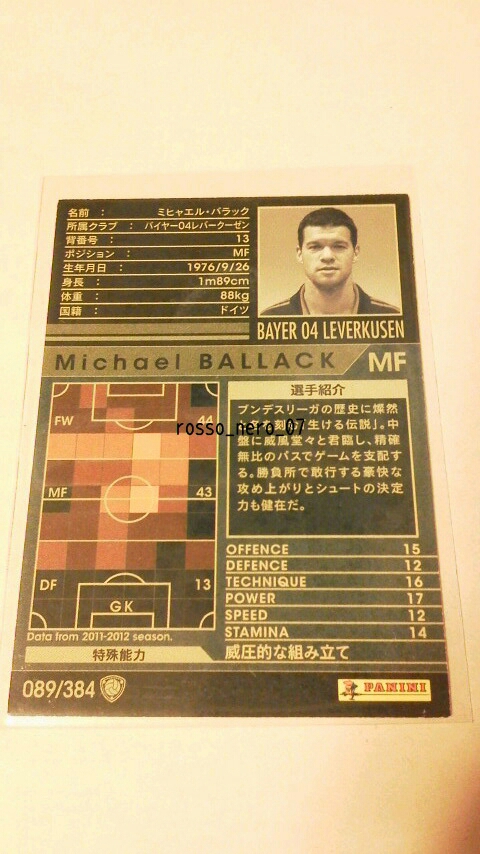 名前 : ミヒャエル・バラック
所属クラブ : バイヤー04レバークーゼン
背番号 : 13
ポジション : MF
生年月日 : 1976/9/26
身長 : 1m89cm
体重 : 88kg
国籍 : ドイツ
BAYER 04 LEVERKUSEN
Michael BALLACK MF
FW 44
MF 43
DF 13
GK
Data from 2011-2012 season.
選手紹介
ブンデスリーガの歴史に燦然
生ける伝説」。中
rosso_nero_07
盤に威風堂々と君臨し、精確
無比のパスでゲームを支配す
る。勝負所で敢行する豪快な
攻め上がりとシュートの決定
力も健在だ。
OFFENCE 15
DEFENCE 12
TECHNIQUE 16
POWER 17
SPEED 12
STAMINA 14
特殊能力 威圧的な組み立て
089/384
PANINI